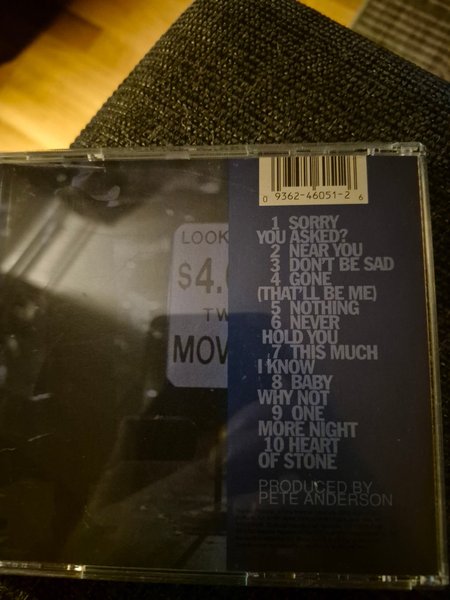 0 9362-46051-2 6
LOOK
$4.
TW
MOV
1 SORRY
YOU ASKED?
2 NEAR YOU
3 DON'T BE SAD
4 GONE
(THAT'LL BE ME)
5 NOTHING
6 NEVER
HOLD YOU
7 THIS MUCH
I KNOW
8 BABY
WHY NOT
9 ONE
MORE NIGHT
10 HEART
OF STONE
PRODUCED BY
PETE ANDERSON